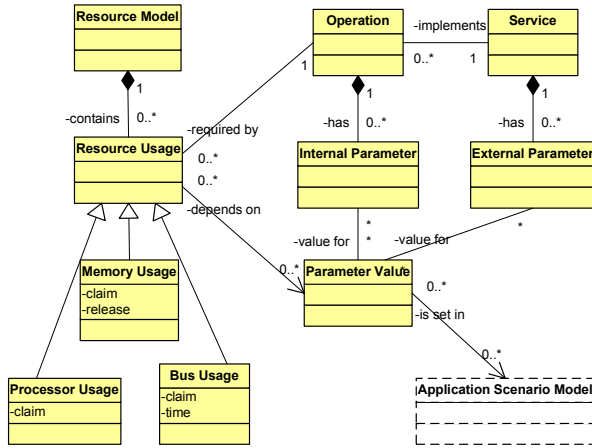 Resource Model
Operation
Service
-implements
1
0..*
1
1
1
1
-contains
0..*
-required by
-has
0..*
-has
0..*
Resource Usage
Internal Parameter
External Parameter
0..*
0..*
-depends on
*
*
*
-value for
-value for
Memory Usage
-claim
-release
0..*
Parameter Value
*
0..*
-is set in
0..*
Processor Usage
-claim
Bus Usage
-claim
-time
Application Scenario Model